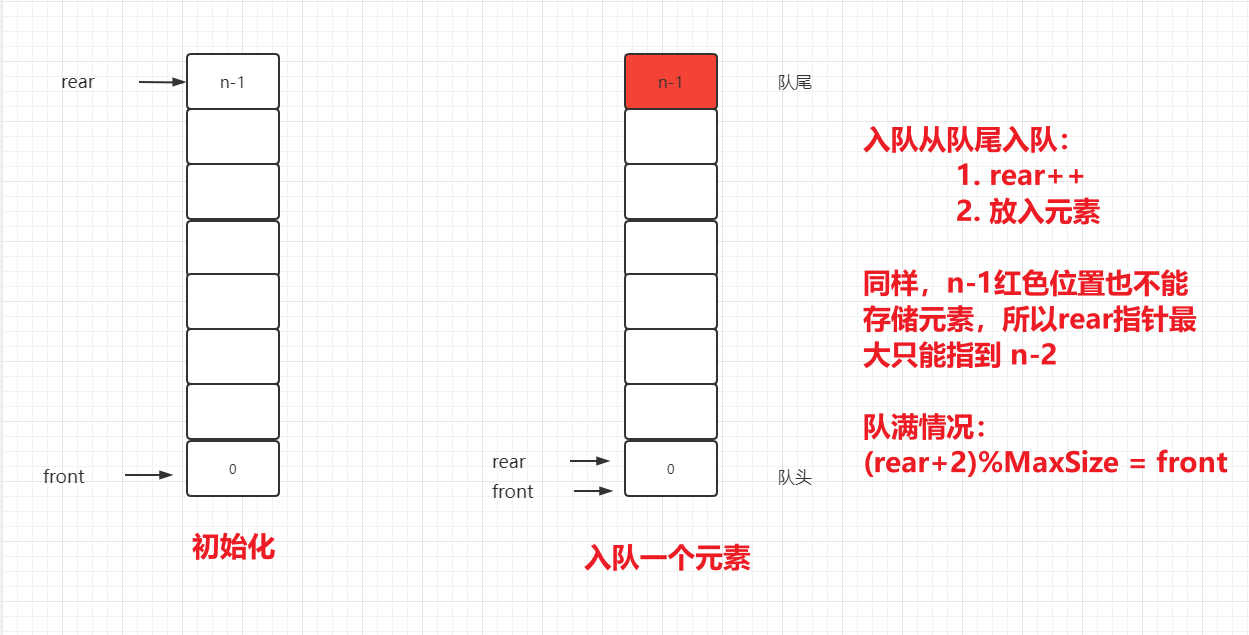 rear
n-1
front
0
初始化
n-1
队尾
rear
front
0
队头
入队一个元素
入队从队尾入队：
1. rear++
2. 放入元素
同样，n-1红色位置也不能
存储元素，所以rear指针最
大只能指到 n-2
队满情况：
(rear+2)%MaxSize = front